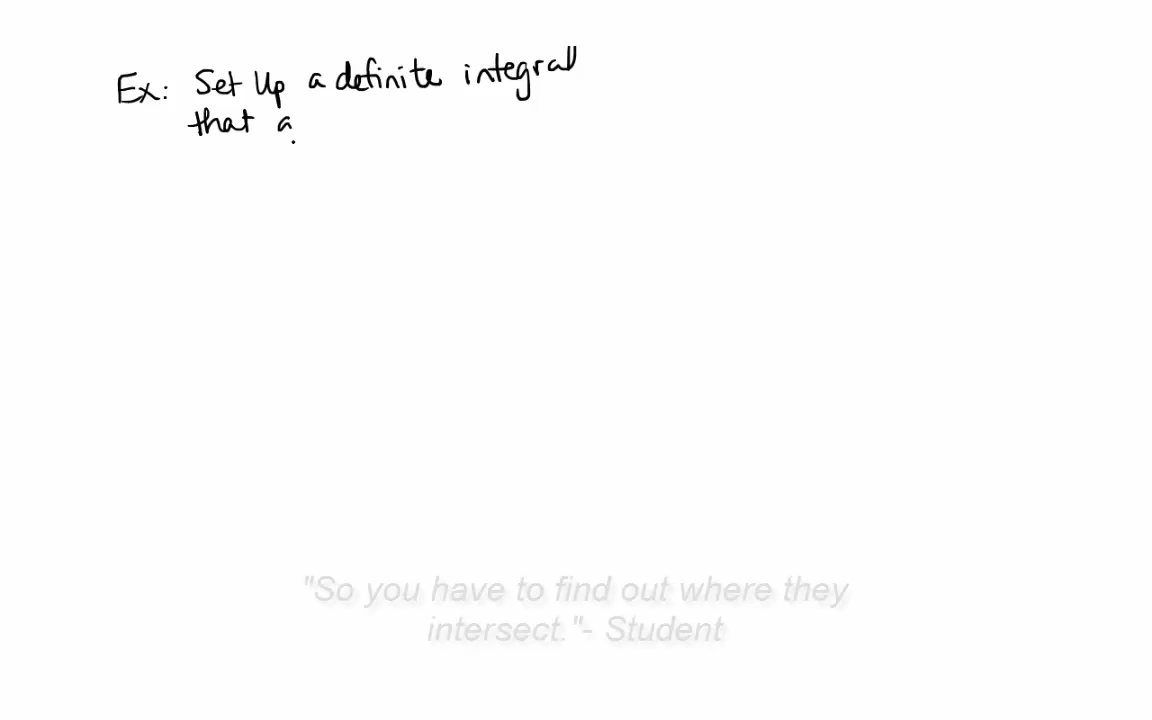 Ex: Set Up a definite integral
that a
"So you have to find out where they
intersect."- Student